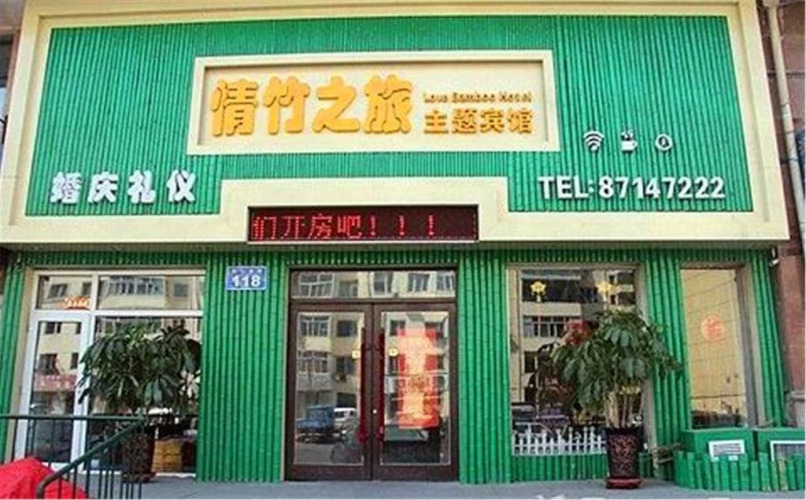 情竹之旅
Love Bamboo Hotel
主题宾馆
婚庆礼仪
TEL:87147222
们开房吧！！！
118